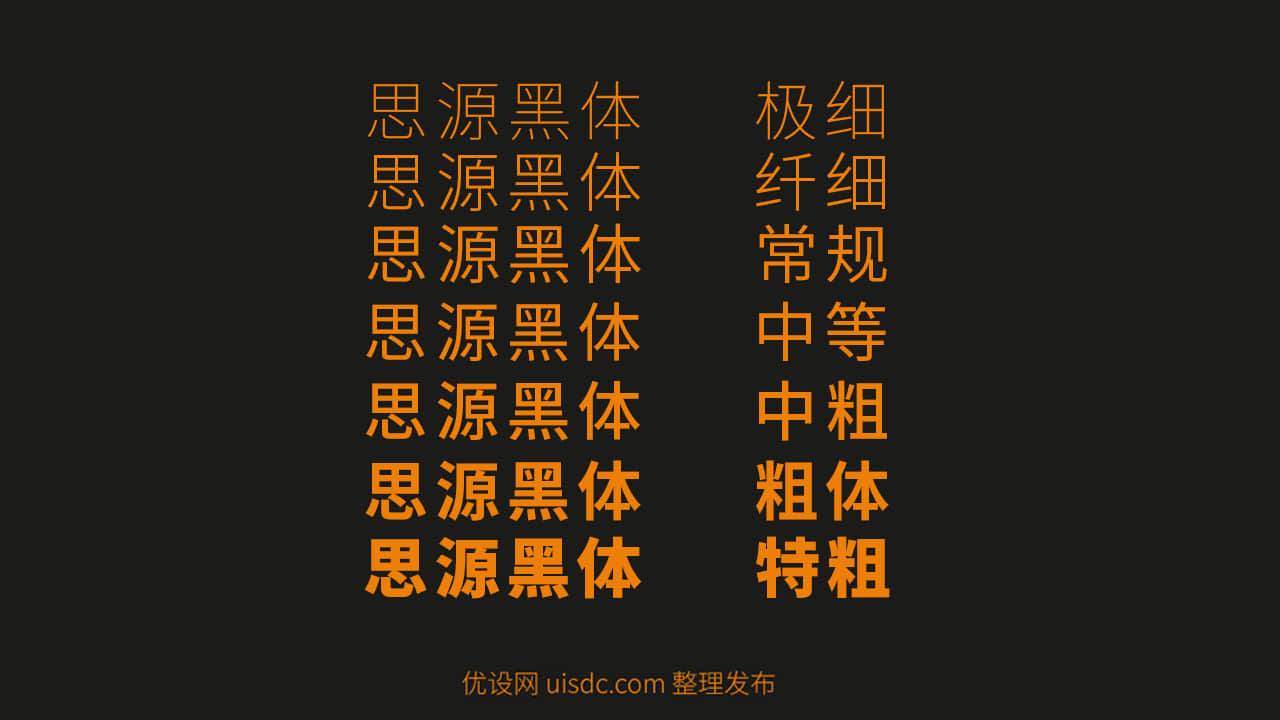 思源黑体 极细
思源黑体 纤细
思源黑体 常规
思源黑体 中等
思源黑体 中粗
思源黑体 粗体
思源黑体 特粗
优设网 uisdc.com 整理发布